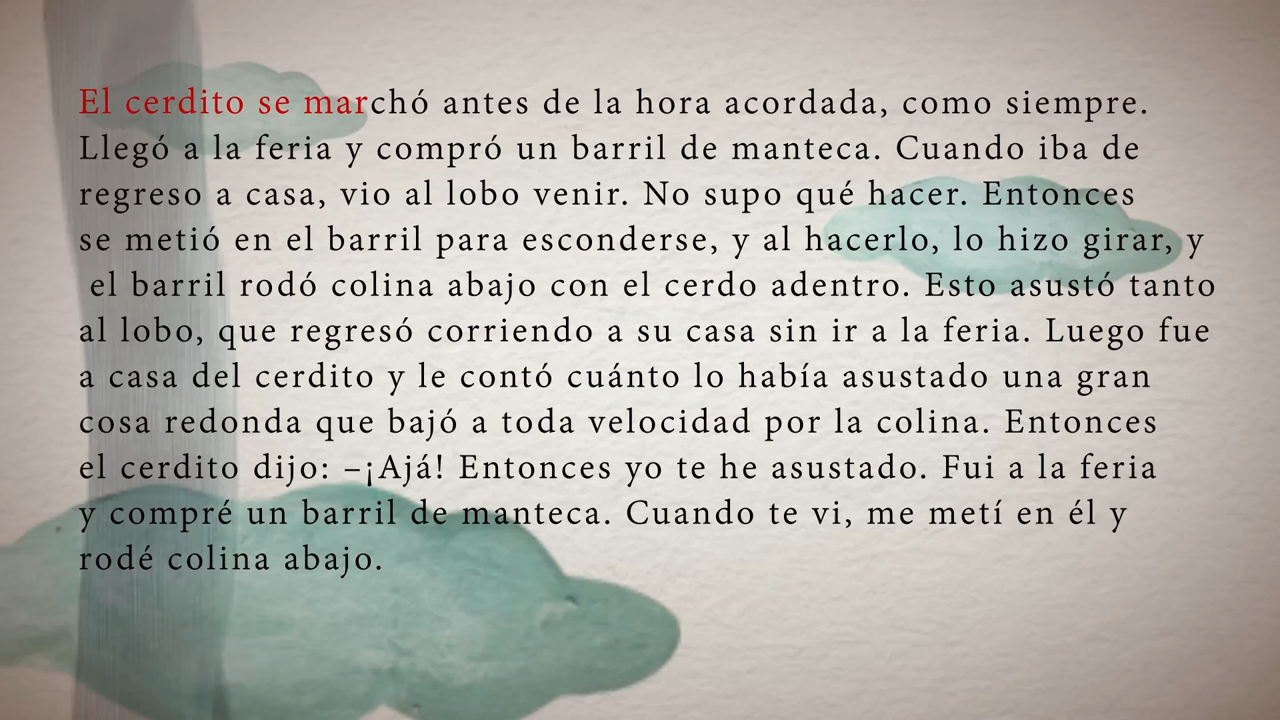 El cerdito se marchó antes de la hora acordada, como siempre.
Llegó a la feria y compró un barril de manteca. Cuando iba de
regreso a casa, vio al lobo venir. No supo qué hacer. Entonces
se metió en el barril para esconderse, y al hacerlo, lo hizo girar, y
el barril rodó colina abajo con el cerdo adentro. Esto asustó tanto
al lobo, que regresó corriendo a su casa sin ir a la feria. Luego fue
a casa del cerdito y le contó cuánto lo había asustado una gran
cosa redonda que bajó a toda velocidad por la colina. Entonces
el cerdito dijo: –¡Ajá! Entonces yo te he asustado. Fui a la feria
y compré un barril de manteca. Cuando te vi, me metí en él y
rodé colina abajo.